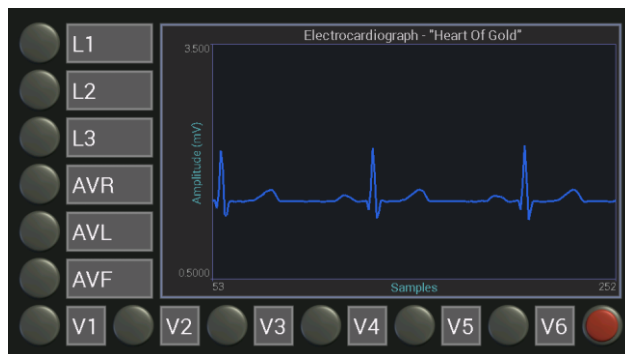 Electrocardiograph - "Heart Of Gold"
L1
L2
L3
AVR
AVL
AVF
3.500
Amplitude (mV)
0.5000
53
Samples
252
V1
V2
V3
V4
V5
V6